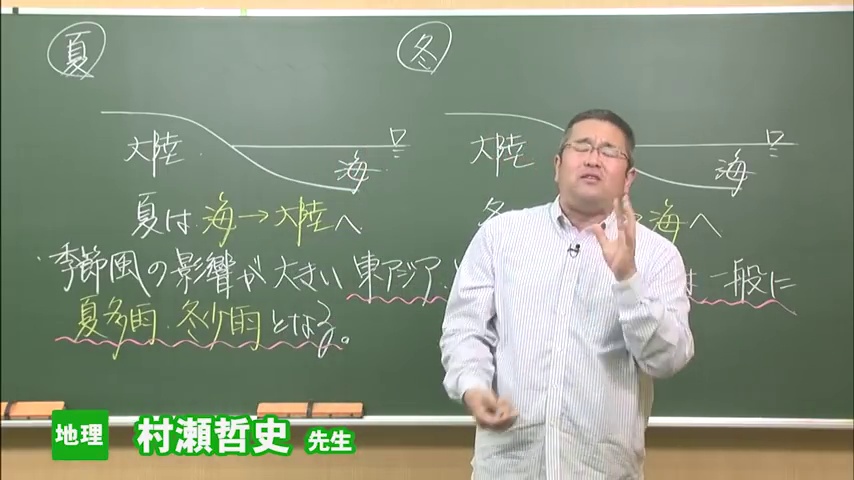 夏
冬
大陸
海
大陸
海
夏は 海→大陸へ
冬
海へ
・季節風の影響が大きい東アジア
は一般に
夏多雨・冬少雨となる。
地理 村瀬哲史 先生